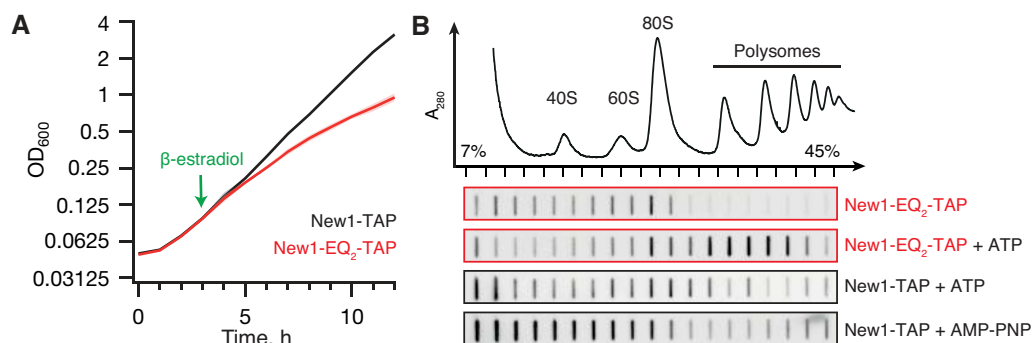 A
OD600
4
2
1
0.5
0.25
0.125
0.0625
0.03125
β-estradiol
New1-TAP
New1-EQ2-TAP
0
5
10
Time, h
B
A280
40S
60S
80S
Polysomes
7%
45%
New1-EQ2-TAP
New1-EQ2-TAP + ATP
New1-TAP + ATP
New1-TAP + AMP-PNP